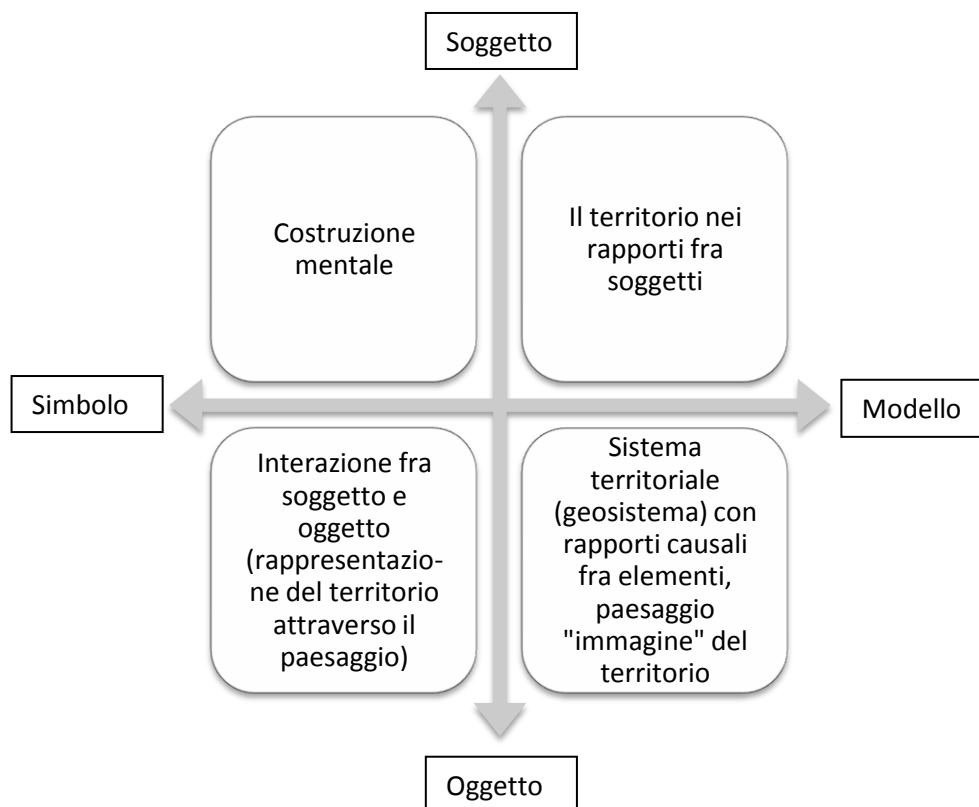 Soggetto
Costruzione
mentale
Il territorio nei
rapporti fra
soggetti
Simbolo
Modello
Interazione fra
soggetto e
oggetto
(rappresentazio-
ne del territorio
attraverso il
paesaggio)
Sistema
territoriale
(geosistema) con
rapporti causali
fra elementi,
paesaggio
"immagine" del
territorio
Oggetto